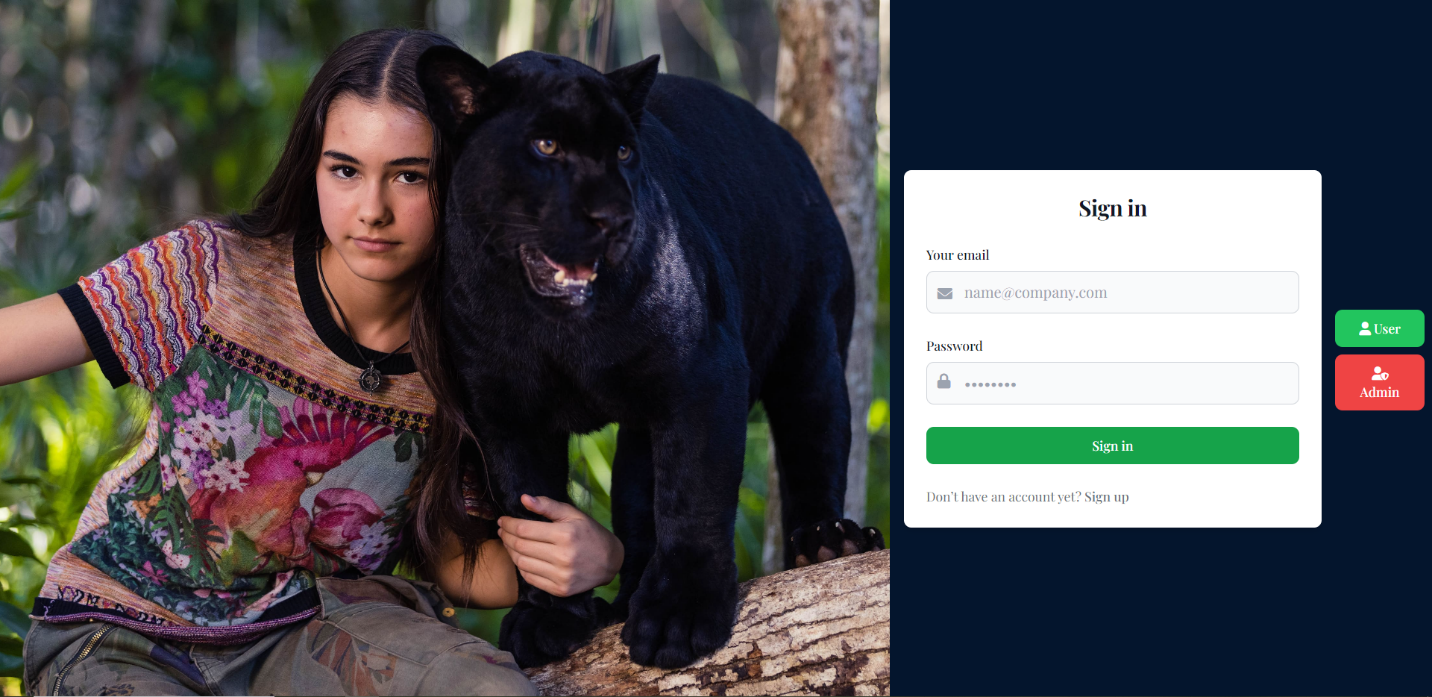 Sign in
Your email
name@company.com
Password
••••••••
Sign in
Don't have an account yet? Sign up
User
Admin